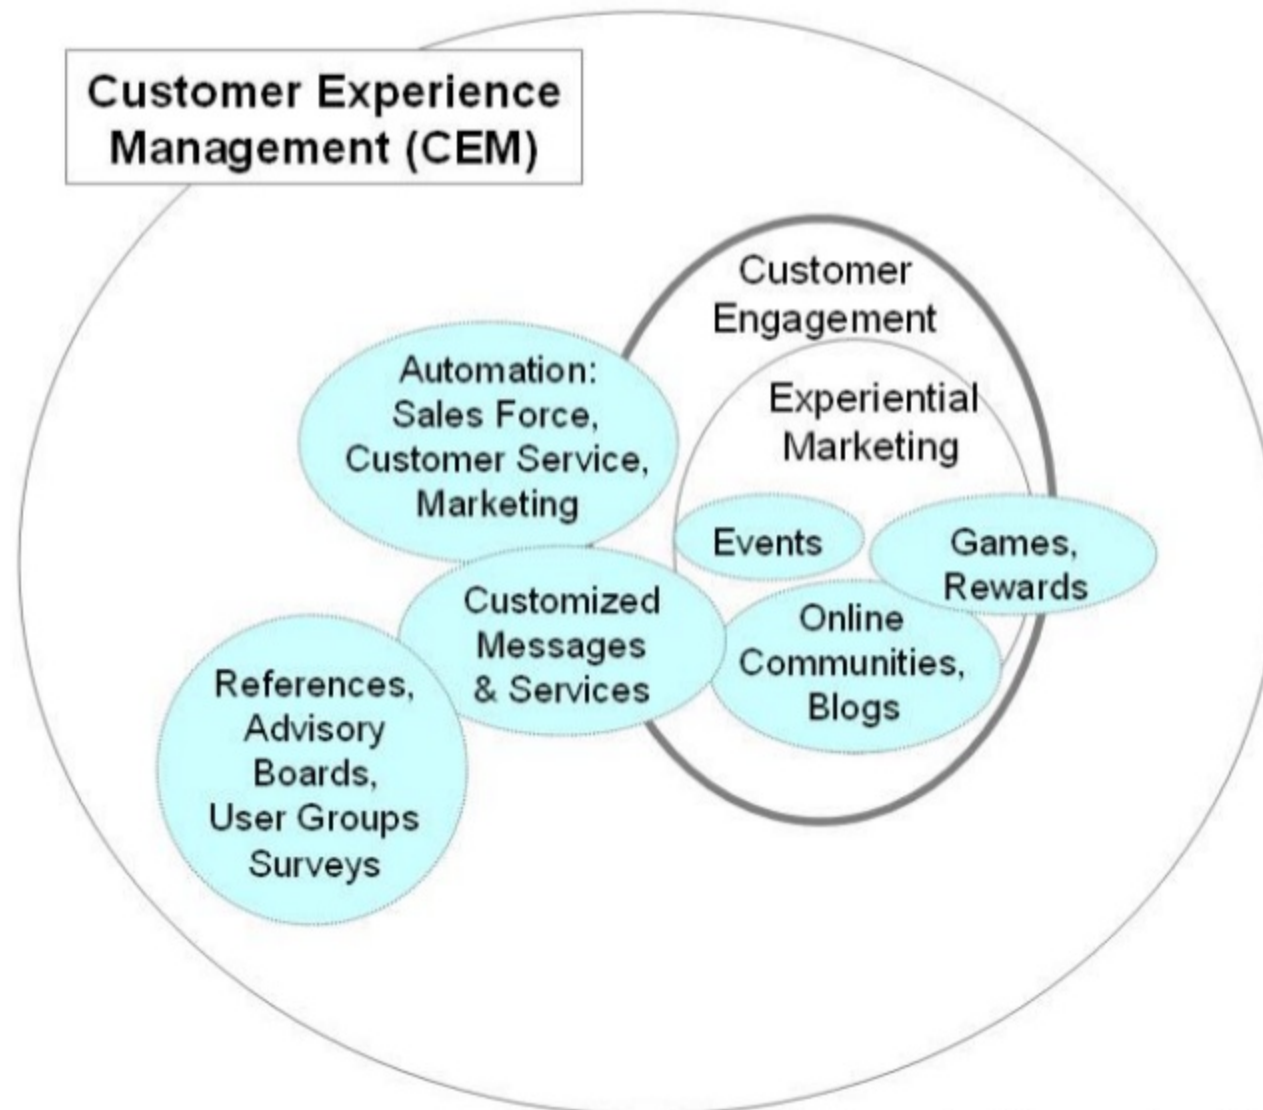 Customer Experience
Management (CEM)
Customer
Engagement
Experiential
Marketing
Automation:
Sales Force,
Customer Service,
Marketing
Events
Games,
Rewards
Customized
Messages
& Services
Online
Communities,
Blogs
References,
Advisory
Boards,
User Groups
Surveys